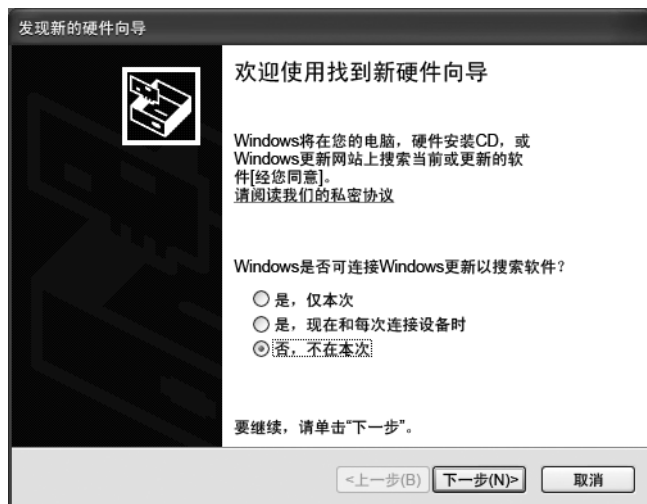 发现新的硬件向导
欢迎使用找到新硬件向导
Windows将在您的电脑，硬件安装CD，或
Windows更新网站上搜索当前或更新的软
件[经您同意]。
请阅读我们的私密协议
Windows是否可连接Windows更新以搜索软件？
是，仅本次
是，现在和每次连接设备时
否，不在本次
要继续，请单击“下一步”。
<上一步(B) 下一步(N)> 取消